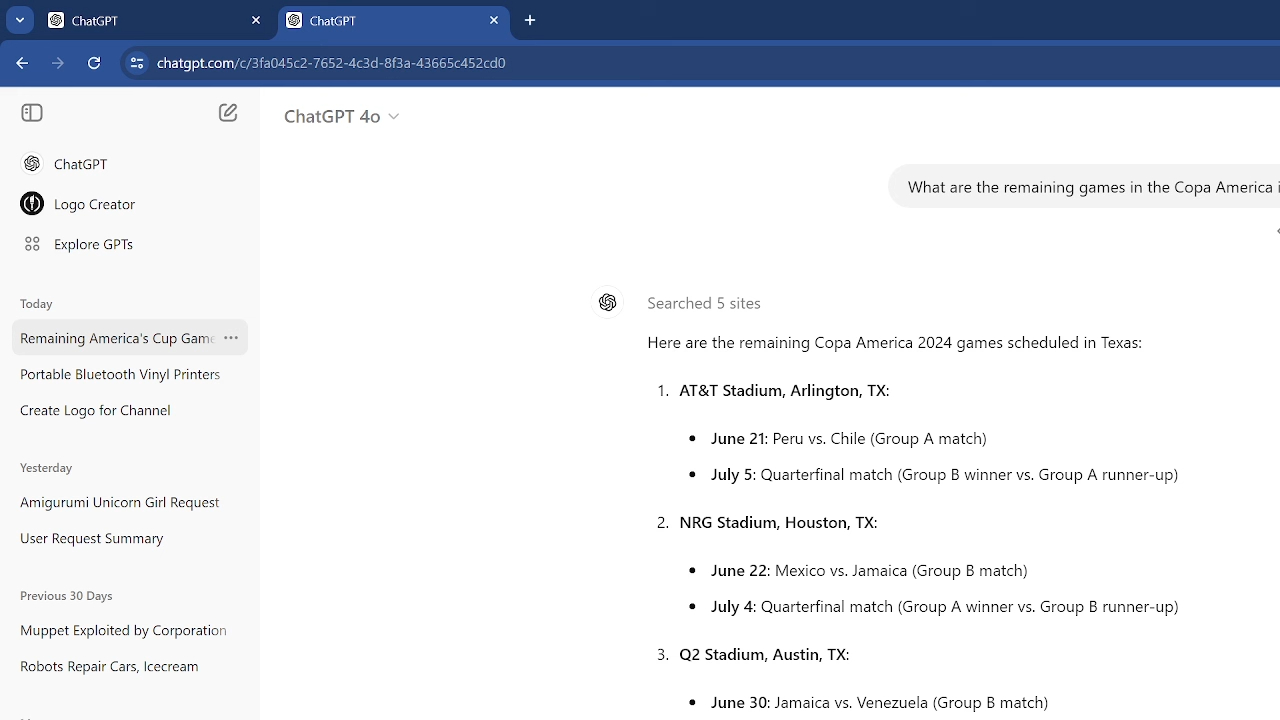 ChatGPT
ChatGPT
chatgpt.com/c/3fa045c2-7652-4c3d-8f3a-43665c452cd0
ChatGPT 4o
ChatGPT
Logo Creator
Explore GPTs
Today
Remaining America's Cup Game
Portable Bluetooth Vinyl Printers
Create Logo for Channel
Yesterday
Amigurumi Unicorn Girl Request
User Request Summary
Previous 30 Days
Muppet Exploited by Corporation
Robots Repair Cars, Icecream
What are the remaining games in the Copa America i
Searched 5 sites
Here are the remaining Copa America 2024 games scheduled in Texas:
1. AT&T Stadium, Arlington, TX:
• June 21: Peru vs. Chile (Group A match)
• July 5: Quarterfinal match (Group B winner vs. Group A runner-up)
2. NRG Stadium, Houston, TX:
• June 22: Mexico vs. Jamaica (Group B match)
• July 4: Quarterfinal match (Group A winner vs. Group B runner-up)
3. Q2 Stadium, Austin, TX:
• June 30: Jamaica vs. Venezuela (Group B match)